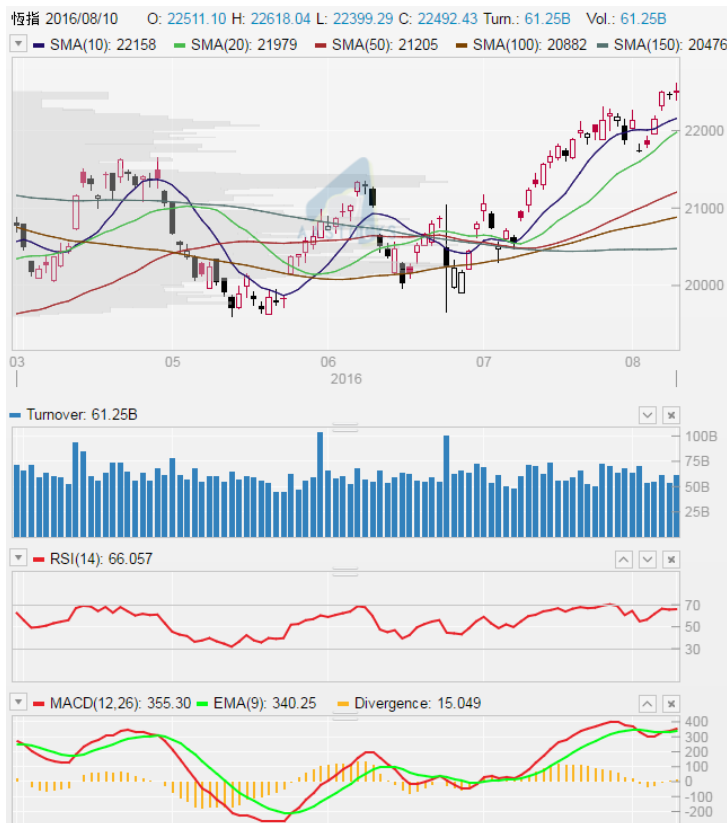 恆指 2016/08/10 O: 22511.10 H: 22618.04 L: 22399.29 C: 22492.43 Turn.: 61.25B Vol.: 61.25B
SMA(10): 22158 SMA(20): 21979 SMA(50): 21205 SMA(100): 20882 SMA(150): 20476
22000
21000
20000
03 05 06 07 08
2016
Turnover: 61.25B
100B
75B
50B
25B
RSI(14): 66.057
70
50
30
MACD(12,26): 355.30 EMA(9): 340.25 Divergence: 15.049
400
300
200
100
0
-100
-200